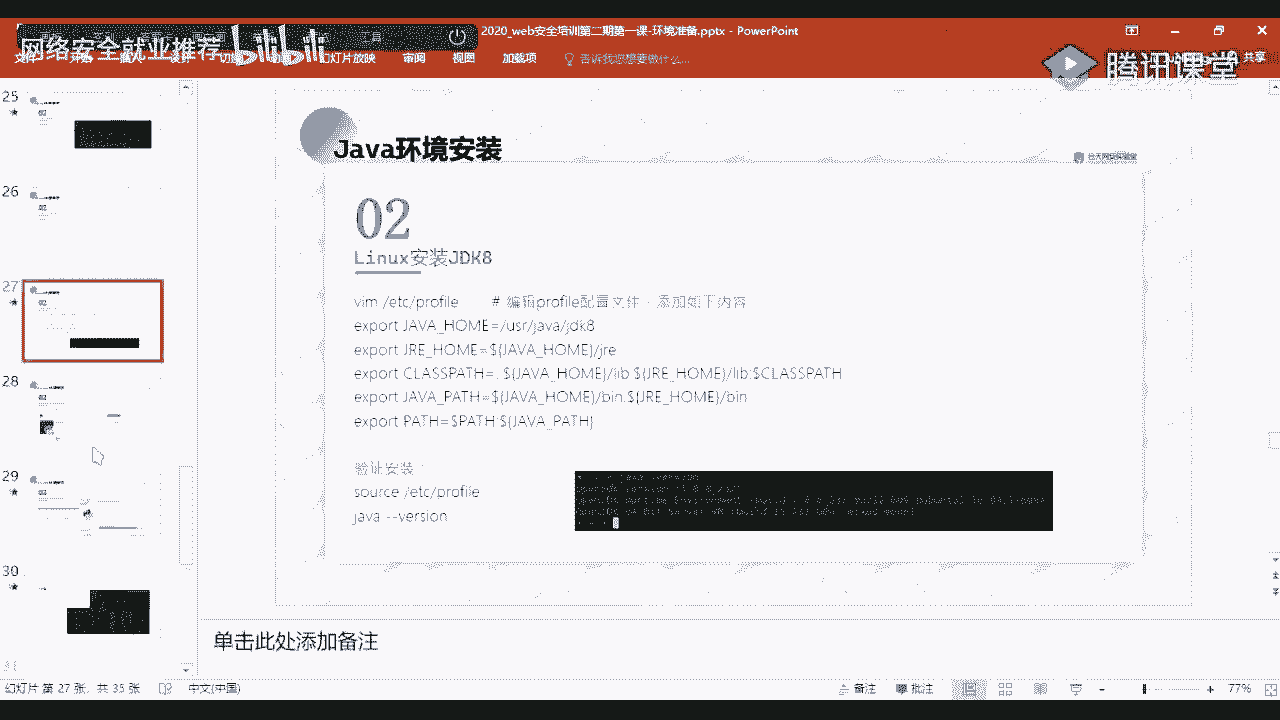 2020_web安全培训第二期第一课-环境准备.pptx - PowerPoint
网络安全就业推荐 bilibili
幻灯片放映 审阅 视图 加载项 告诉我您想要做什么... 共享
腾讯课堂
25
26
27
28
29
30
31
Java环境安装
合天网安实验室
02
Linux安装JDK8
vim /etc/profile # 编辑profile配置文件，添加如下内容
export JAVA_HOME=/usr/java/jdk8
export JRE_HOME=${JAVA_HOME}/jre
export CLASSPATH=.:${JAVA_HOME}/lib:${JRE_HOME}/lib:$CLASSPATH
export JAVA_PATH=${JAVA_HOME}/bin:${JRE_HOME}/bin
export PATH=$PATH:${JAVA_PATH}
验证安装：
source /etc/profile
java --version
单击此处添加备注
幻灯片 第 27 张，共 35 张 中文(中国) 备注 批注 77%